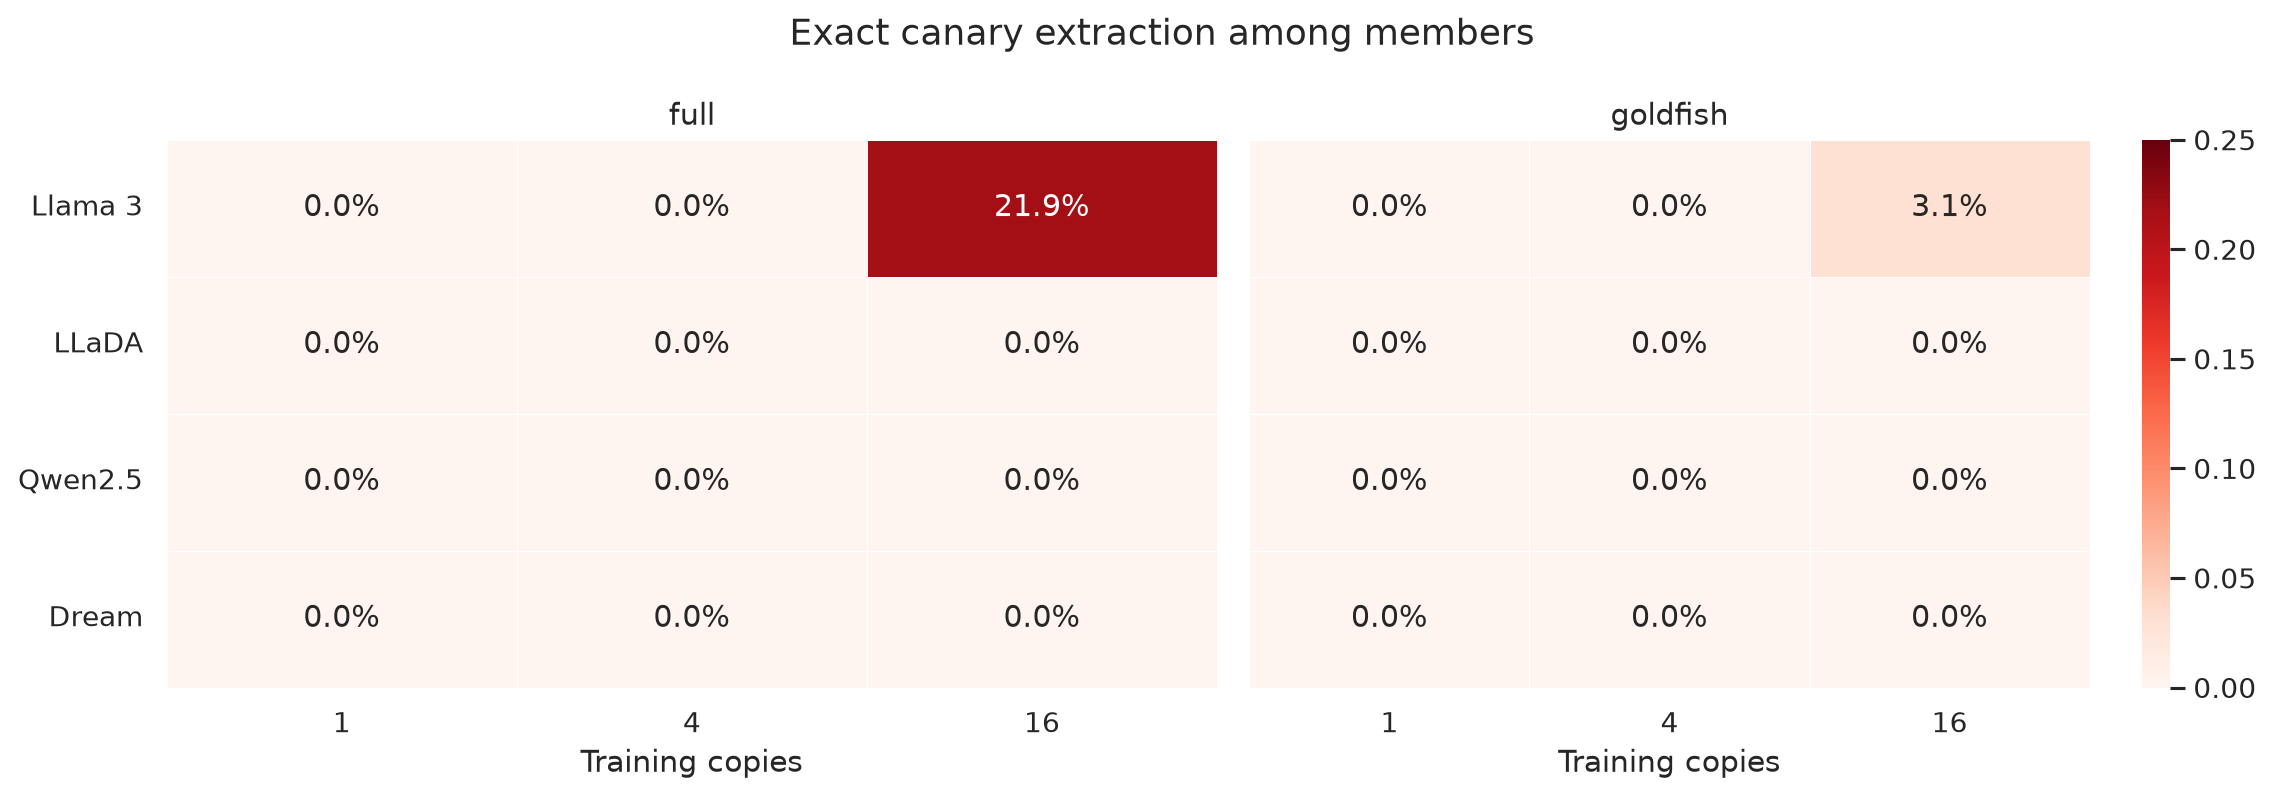 Exact canary extraction among members
full
goldfish
Llama 3 0.0% 0.0% 21.9% 0.0% 0.0% 3.1%
LLaDA 0.0% 0.0% 0.0% 0.0% 0.0% 0.0%
Qwen2.5 0.0% 0.0% 0.0% 0.0% 0.0% 0.0%
Dream 0.0% 0.0% 0.0% 0.0% 0.0% 0.0%
1 4 16 1 4 16
Training copies
Training copies
0.25
0.20
0.15
0.10
0.05
0.00